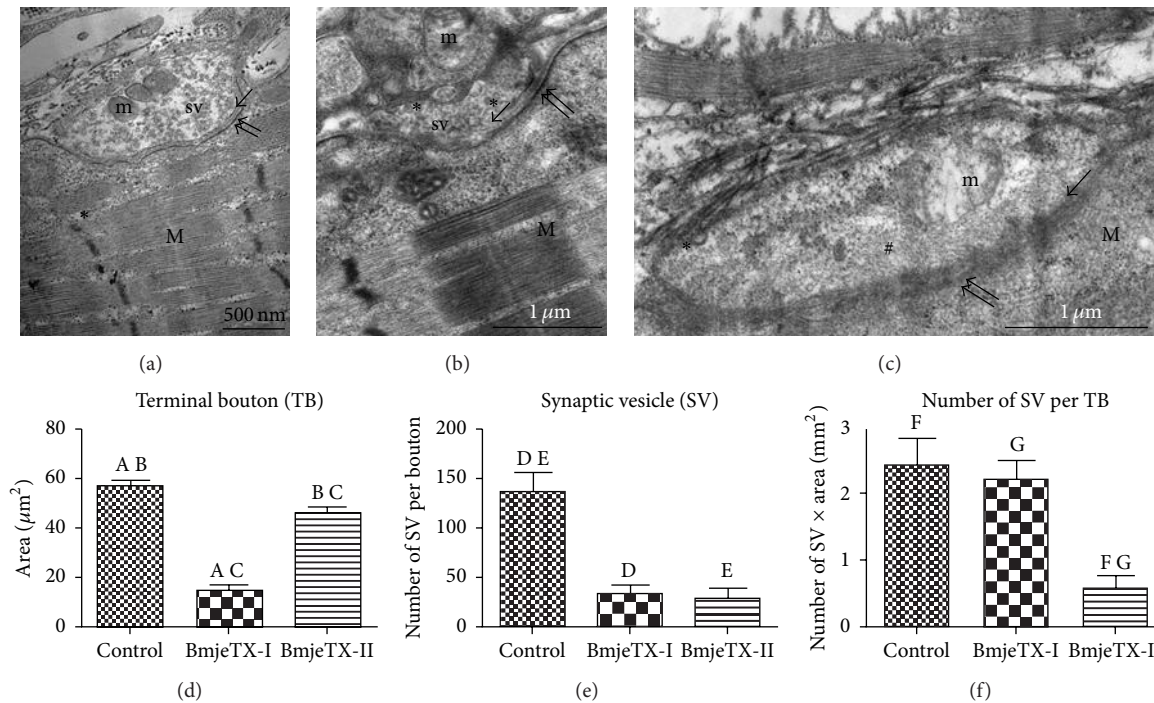 m
sv
*
M
500 nm
m
*
*
sv
M
1 μm
m
*
#
M
1 μm
(a)
(b)
(c)
Terminal bouton (TB)
Area (μm²)
80
60
40
20
0
A B
A C
B C
Control
BmjeTX-I
BmjeTX-II
(d)
Synaptic vesicle (SV)
Number of SV per bouton
200
150
100
50
0
D E
D
E
Control
BmjeTX-I
BmjeTX-II
(e)
Number of SV per TB
Number of SV × area (mm²)
3
2
1
0
F
G
F G
Control
BmjeTX-I
BmjeTX-I
(f)